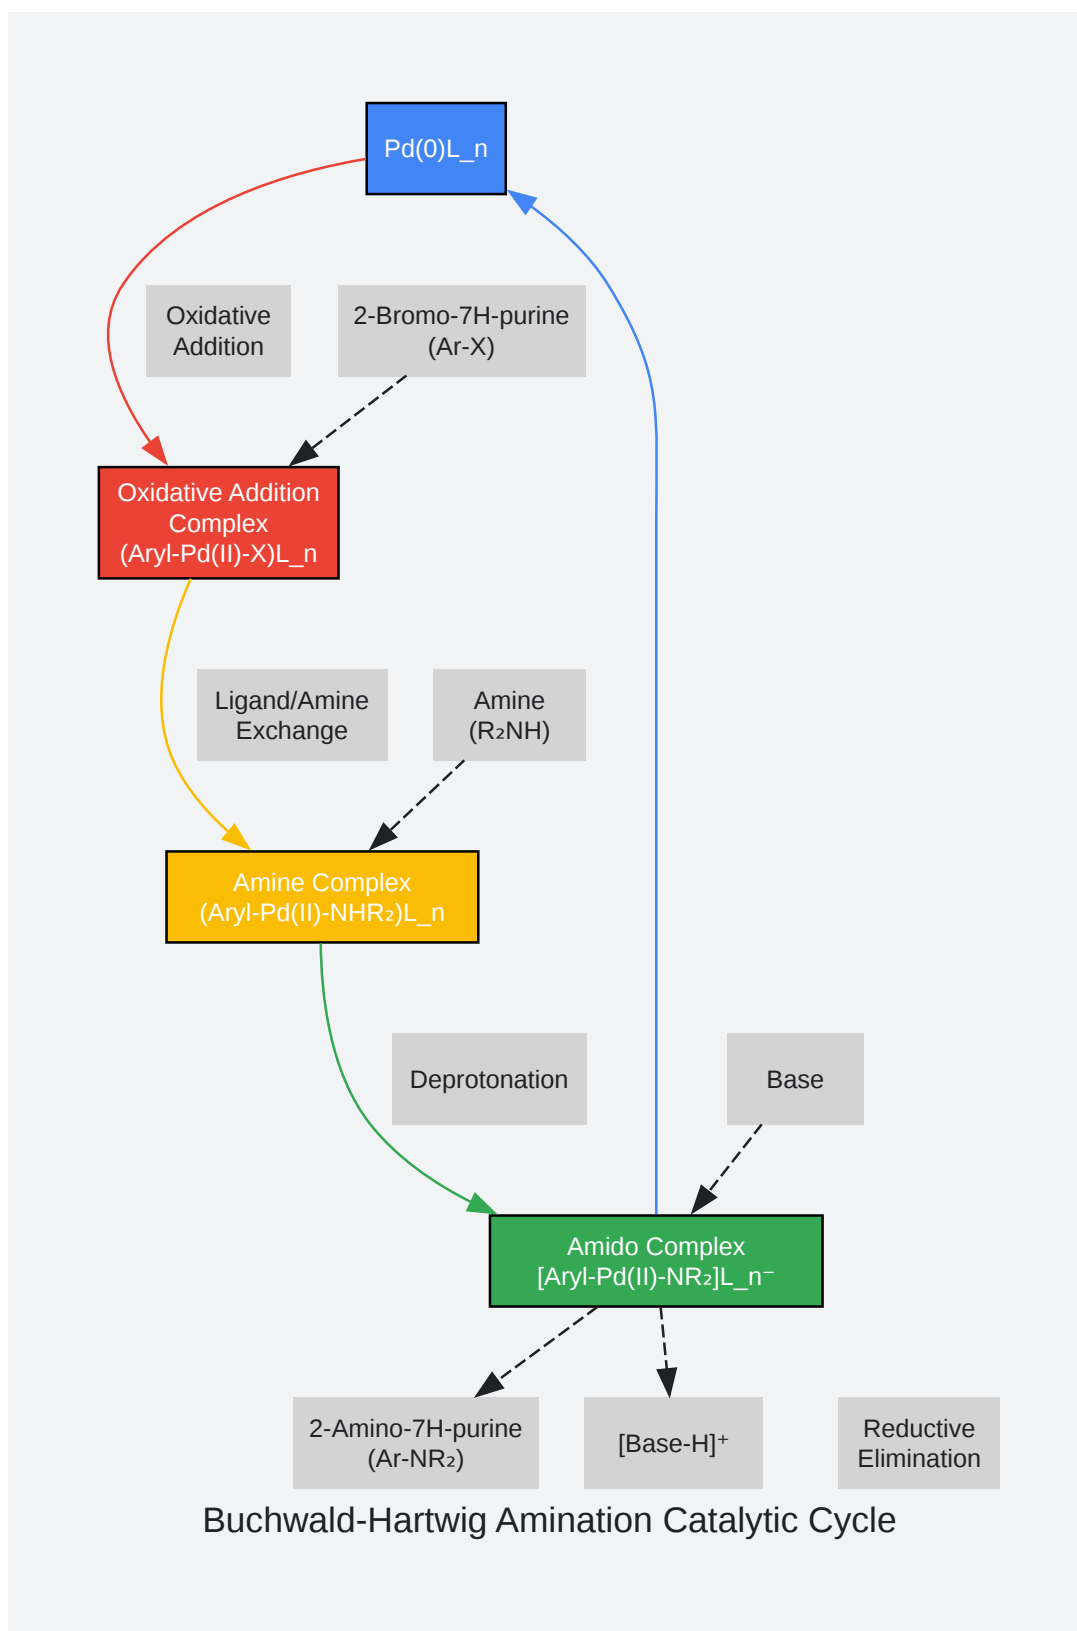 Pd(0)L_n
Oxidative
Addition
2-Bromo-7H-purine
(Ar-X)
Oxidative Addition
Complex
(Aryl-Pd(II)-X)L_n
Ligand/Amine
Exchange
Amine
(R₂NH)
Amine Complex
(Aryl-Pd(II)-NHR₂)L_n
Deprotonation
Base
Amido Complex
[Aryl-Pd(II)-NR₂]L_n⁻
2-Amino-7H-purine
(Ar-NR₂)
[Base-H]⁺
Reductive
Elimination
Buchwald-Hartwig Amination Catalytic Cycle